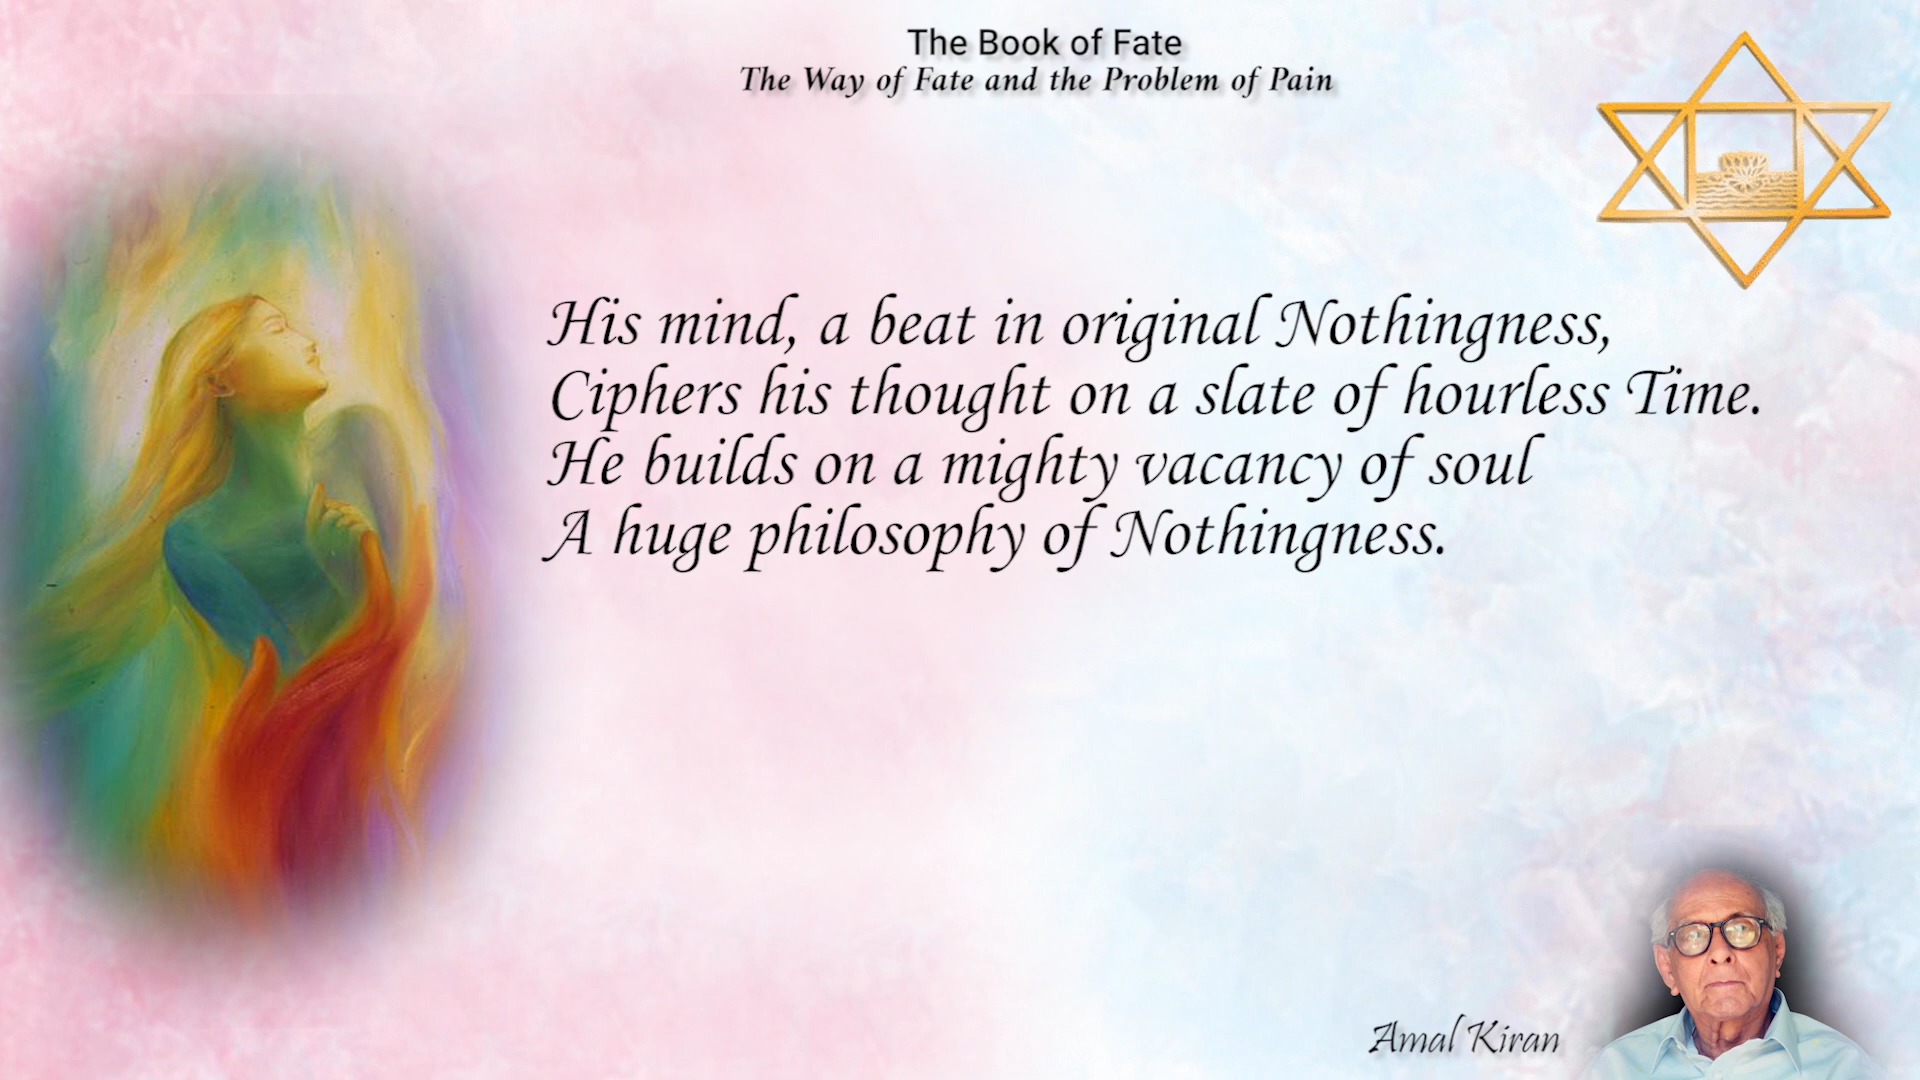 The Book of Fate
The Way of Fate and the Problem of Pain
His mind, a beat in original Nothingness,
Ciphers his thought on a slate of hourless Time.
He builds on a mighty vacancy of soul
A huge philosophy of Nothingness.
Amal Kiran